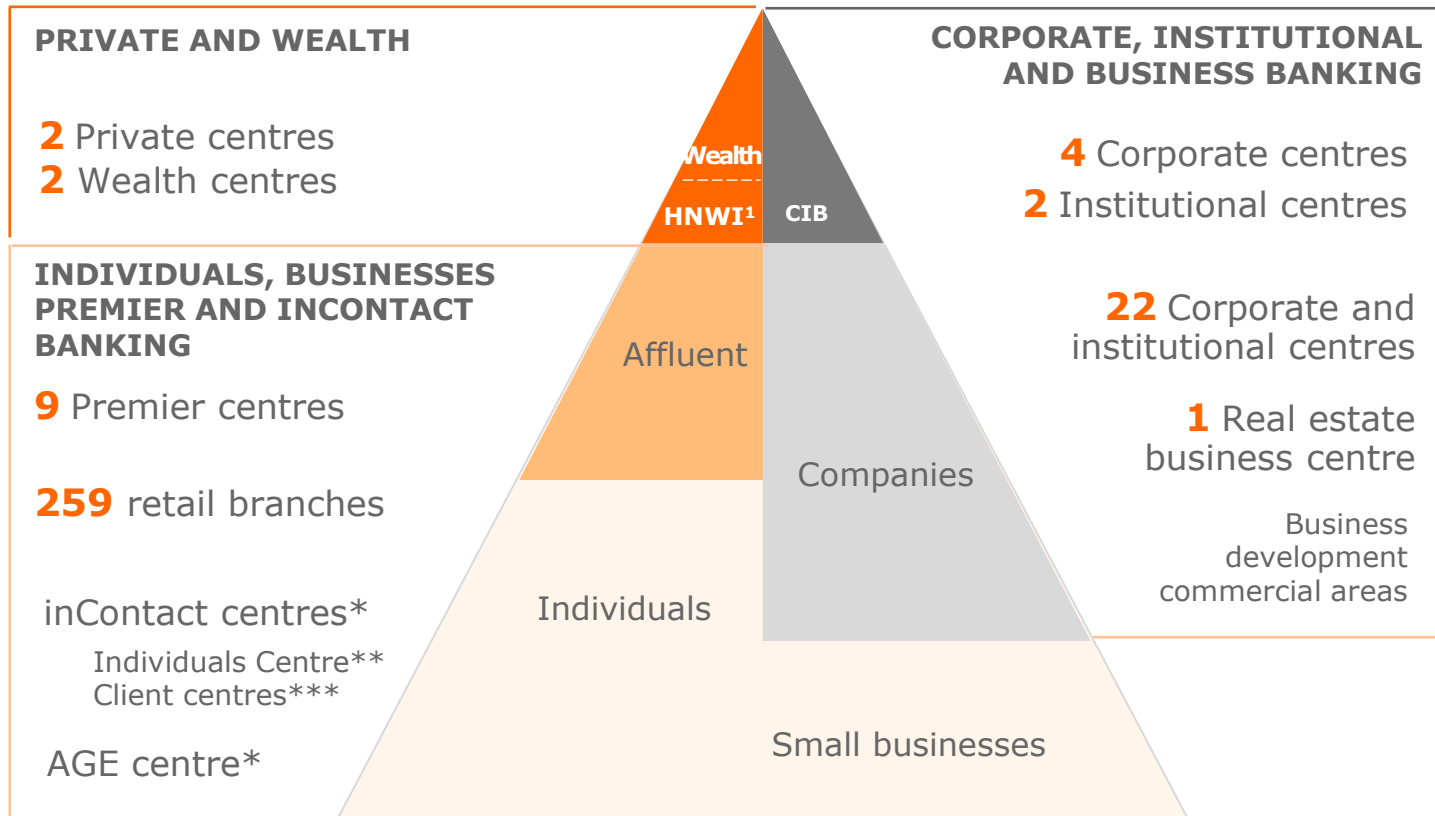 PRIVATE AND WEALTH
2 Private centres
2 Wealth centres
INDIVIDUALS, BUSINESSES
PREMIER AND INCONTACT
BANKING
9 Premier centres
259 retail branches
inContact centres*
Individuals Centre**
Client centres***
AGE centre*
Wealth
HNWI¹
CIB
Affluent
Companies
Individuals
Small businesses
CORPORATE, INSTITUTIONAL
AND BUSINESS BANKING
4 Corporate centres
2 Institutional centres
22 Corporate and
institutional centres
1 Real estate
business centre
Business
development
commercial areas